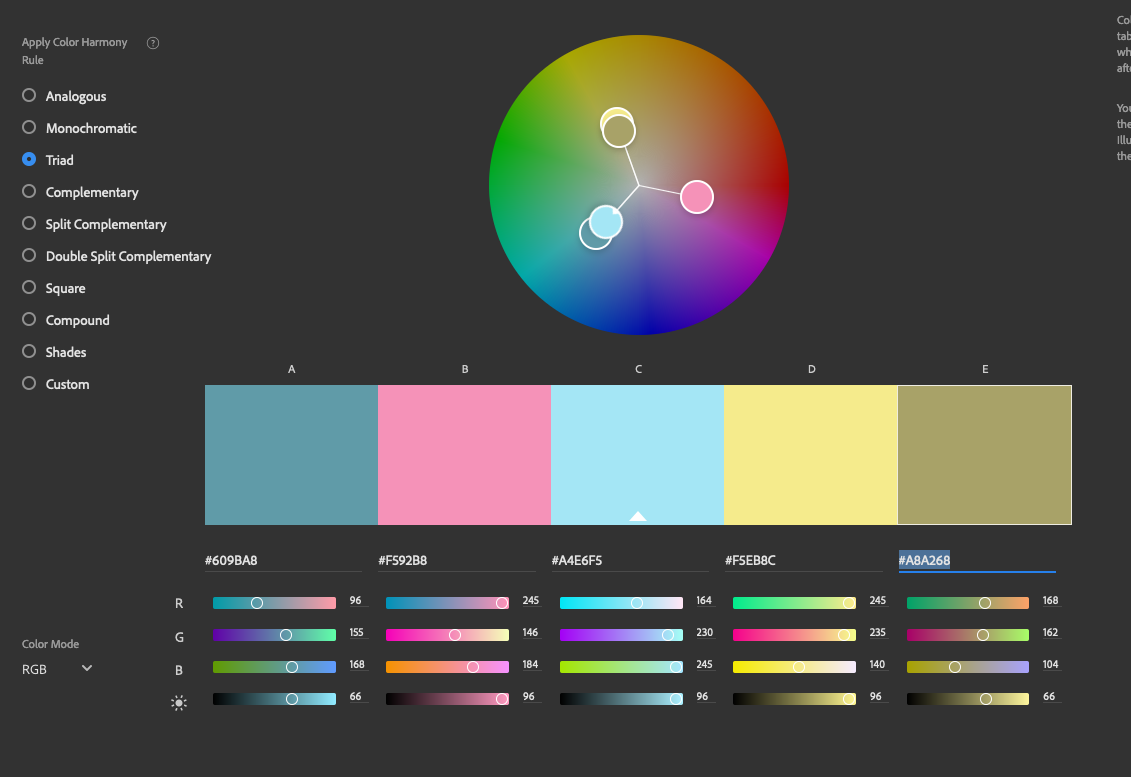 Apply Color Harmony
Rule
?
Analogous
Monochromatic
Triad
Complementary
Split Complementary
Double Split Complementary
Square
Compound
Shades
Custom
A B C D E
#609BA8 #F592B8 #A4E6F5 #F5EB8C #A8A268
R 96 245 164 245 168
G 155 146 230 235 162
Color Mode
RGB
B 168 184 245 140 104
66 96 96 96 66
Col
tab
wh
afte
You
the
Illu
the